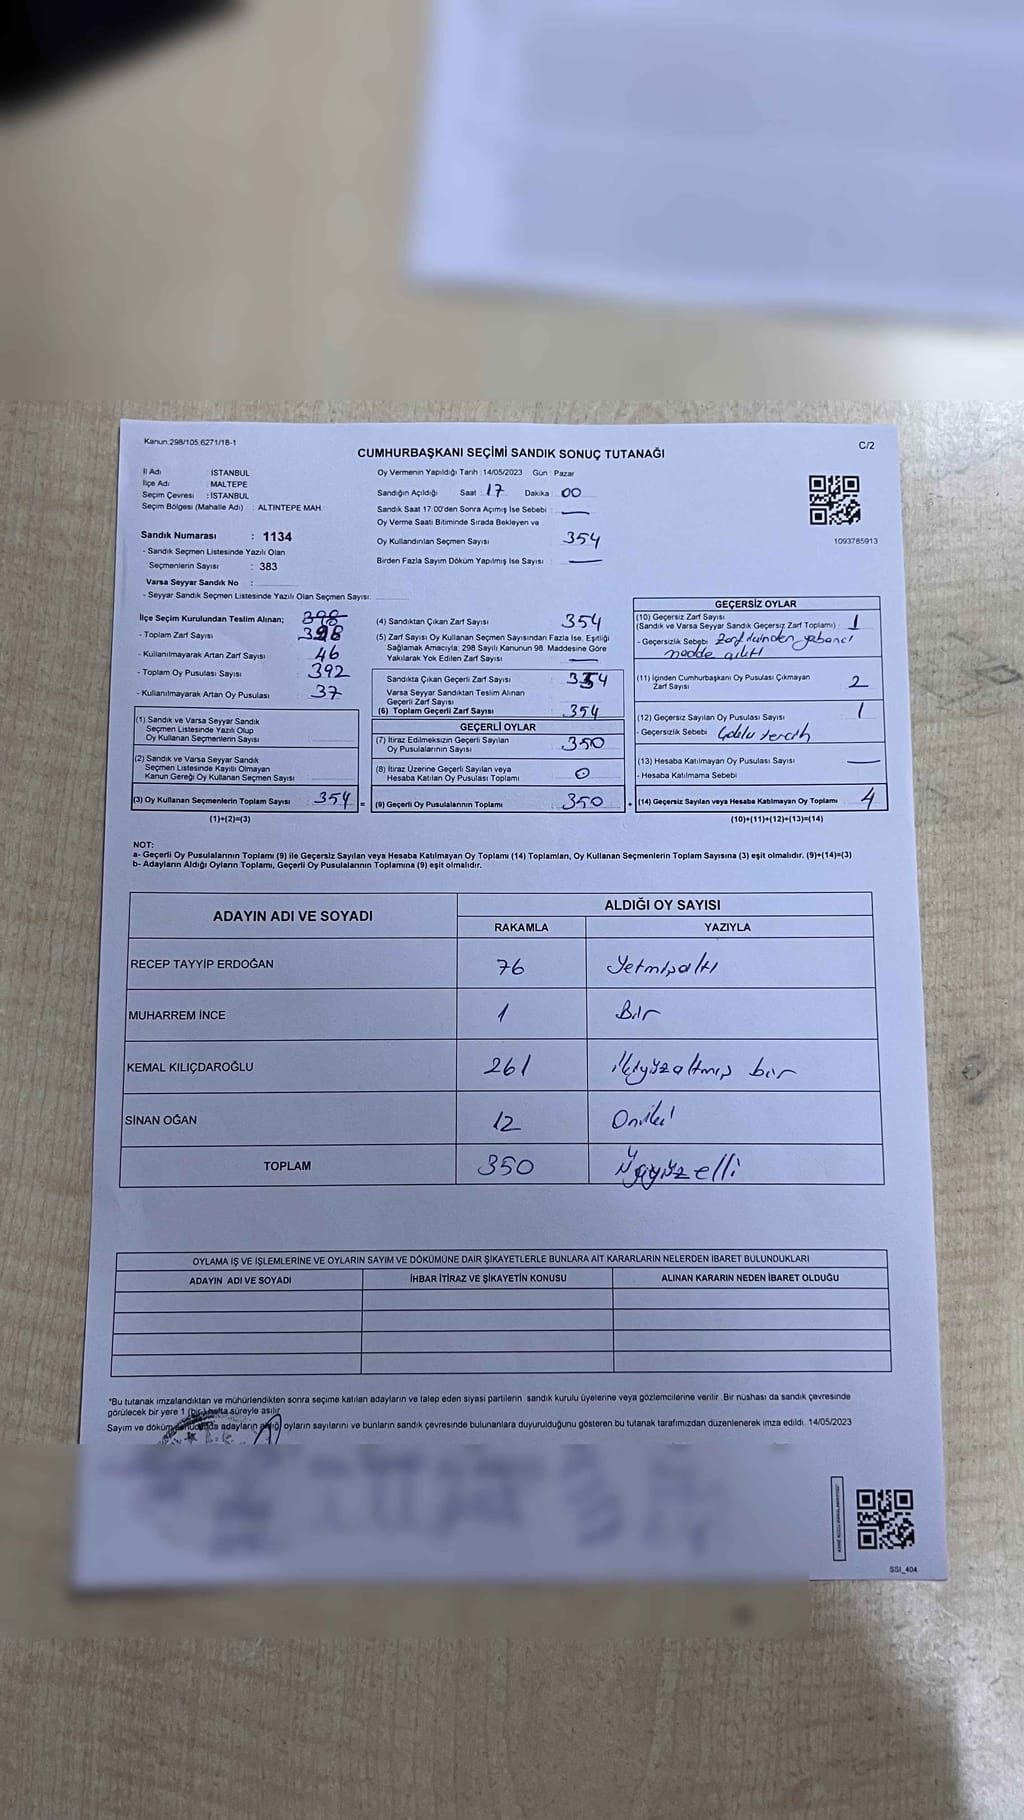 Kanun.298/105.6271/18-1
C/2
CUMHURBAŞKANI SEÇİMİ SANDIK SONUÇ TUTANAĞI
İl Adı İSTANBUL
İlçe Adı : MALTEPE
Seçim Çevresi : İSTANBUL
Seçim Bölgesi (Mahalle Adı) : ALTINTEPE MAH.
Sandık Numarası : 1134
- Sandık Seçmen Listesinde Yazılı Olan
Seçmenlerin Sayısı : 383
Varsa Seyyar Sandık No :
- Seyyar Sandık Seçmen Listesinde Yazılı Olan Seçmen Sayısı:
Oy Vermenin Yapıldığı Tarih :14/05/2023 Gün : Pazar
Sandığın Açıldığı Saat : 17 Dakika : 00
Sandık Saat 17:00'den Sonra Açımış İse Sebebi : —
Oy Verme Saati Bitiminde Sırada Bekleyen ve
Oy Kullandırılan Seçmen Sayısı 354
Birden Fazla Sayım Döküm Yapılmış İse Sayısı : —
1093785913
İlçe Seçim Kurulundan Teslim Alınan;
- Toplam Zarf Sayısı 398
- Kullanılmayarak Artan Zarf Sayısı 46
- Toplam Oy Pusulası Sayısı 392
- Kullanılmayarak Artan Oy Pusulası 37
(1) Sandık ve Varsa Seyyar Sandık
Seçmen Listesinde Yazılı Olup
Oy Kullanan Seçmenlerin Sayısı
(2) Sandık ve Varsa Seyyar Sandık
Seçmen Listesinde Kayıtlı Olmayan
Kanun Gereği Oy Kullanan Seçmen Sayısı
(3) Oy Kullanan Seçmenlerin Toplam Sayısı 354 =
(1)+(2)=(3)
(4) Sandıktan Çıkan Zarf Sayısı 354
(5) Zarf Sayısı Oy Kullanan Seçmen Sayısından Fazla İse, Eşitliği
Sağlamak Amacıyla; 298 Sayılı Kanunun 98. Maddesine Göre
Yakılarak Yok Edilen Zarf Sayısı —
Sandıkta Çıkan Geçerli Zarf Sayısı 354
Varsa Seyyar Sandıktan Teslim Alınan
Geçerli Zarf Sayısı
(6) Toplam Geçerli Zarf Sayısı 354
GEÇERLİ OYLAR
(7) İtiraz Edilmeksizin Geçerli Sayılan
Oy Pusulalarının Sayısı 350
(8) İtiraz Üzerine Geçerli Sayılan veya
Hesaba Katılan Oy Pusulası Toplamı 0
(9) Geçerli Oy Pusulalarının Toplamı 350 +
GEÇERSİZ OYLAR
(10) Geçersiz Zarf Sayısı
(Sandık ve Varsa Seyyar Sandık Geçersiz Zarf Toplamı) : 1
- Geçersizlik Sebebi Zarf içinden yabancı
madde çıktı
(11) İçinden Cumhurbaşkanı Oy Pusulası Çıkmayan
Zarf Sayısı 2
(12) Geçersiz Sayılan Oy Pusulası Sayısı 1
- Geçersizlik Sebebi Çoklu tercih
(13) Hesaba Katılmayan Oy Pusulası Sayısı —
- Hesaba Katılmama Sebebi
(14) Geçersiz Sayılan veya Hesaba Katılmayan Oy Toplamı 4
(10)+(11)+(12)+(13)=(14)
NOT:
a- Geçerli Oy Pusulalarının Toplamı (9) ile Geçersiz Sayılan veya Hesaba Katılmayan Oy Toplamı (14) Toplamları, Oy Kullanan Seçmenlerin Toplam Sayısına (3) eşit olmalıdır. (9)+(14)=(3)
b- Adayların Aldığı Oyların Toplamı, Geçerli Oy Pusulalarının Toplamına (9) eşit olmalıdır.
ADAYIN ADI VE SOYADI ALDIĞI OY SAYISI
RAKAMLA YAZIYLA
RECEP TAYYİP ERDOĞAN 76 Yetmişaltı
MUHARREM İNCE 1 Bir
KEMAL KILIÇDAROĞLU 261 ikiyüzaltmış bir
SİNAN OĞAN 12 Oniki
TOPLAM 350 Üçyüzelli
OYLAMA İŞ VE İŞLEMLERİNE VE OYLARIN SAYIM VE DÖKÜMÜNE DAİR ŞİKAYETLERLE BUNLARA AİT KARARLARIN NELERDEN İBARET BULUNDUKLARI
ADAYIN ADI VE SOYADI İHBAR İTİRAZ VE ŞİKAYETİN KONUSU ALINAN KARARIN NEDEN İBARET OLDUĞU
*Bu tutanak imzalandıktan ve mühürlendikten sonra seçime katılan adayların ve talep eden siyasi partilerin sandık kurulu üyelerine veya gözlemcilerine verilir. Bir nüshası da sandık çevresinde
görülecek bir yere 1 (bir) hafta süreyle asılır.
Sayım ve döküm sonucunda adayların aldığı oyların sayılarını ve bunların sandık çevresinde bulunanlara duyurulduğunu gösteren bu tutanak tarafımızdan düzenlenerek imza edildi. 14/05/2023
SSI_404